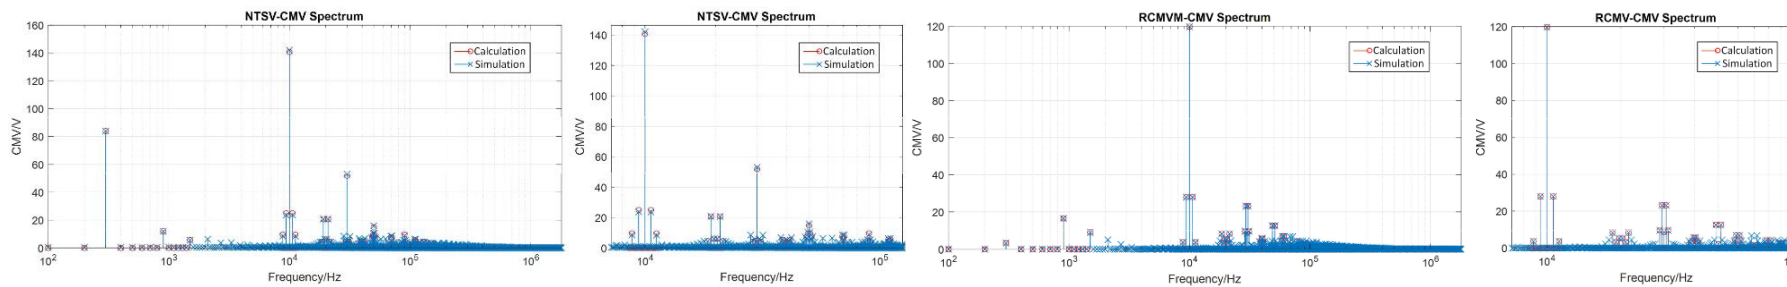 NTSV-CMV Spectrum
CMV/V
160
140
120
100
80
60
40
20
0
10^2
10^3
10^4
10^5
10^6
Frequency/Hz
Calculation
Simulation
NTSV-CMV Spectrum
CMV/V
140
120
100
80
60
40
20
0
10^4
10^5
Frequency/Hz
Calculation
Simulation
RCMVM-CMV Spectrum
CMV/V
120
100
80
60
40
20
0
10^2
10^3
10^4
10^5
10^6
Frequency/Hz
Calculation
Simulation
RCMV-CMV Spectrum
CMV/V
120
100
80
60
40
20
0
10^4
Frequency/Hz
Calculation
Simulation